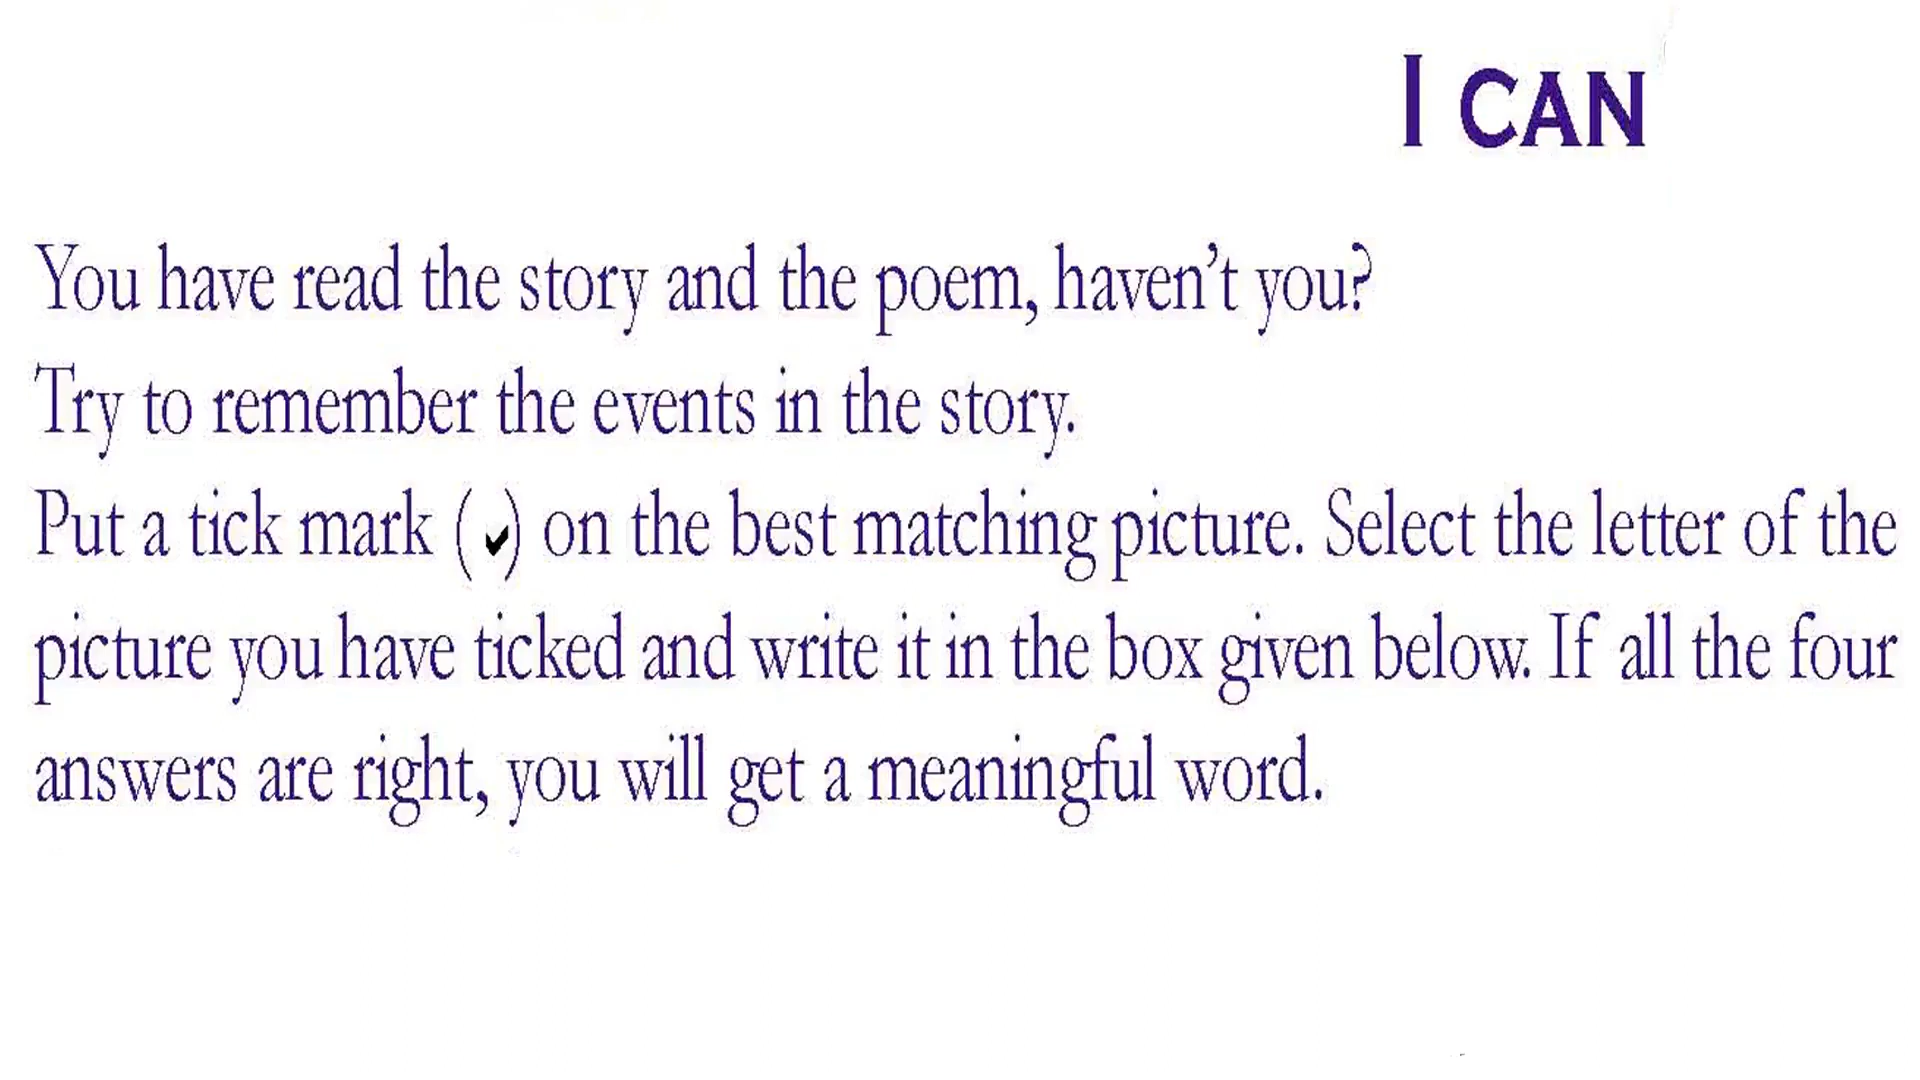 I CAN
You have read the story and the poem, haven't you?
Try to remember the events in the story.
Put a tick mark (✔) on the best matching picture. Select the letter of the
picture you have ticked and write it in the box given below. If all the four
answers are right, you will get a meaningful word.